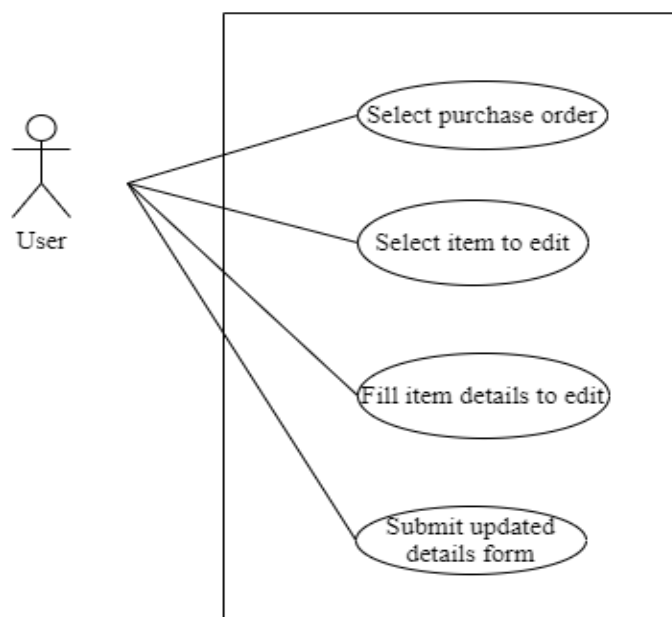 Select purchase order
User
Select item to edit
Fill item details to edit
Submit updated
details form